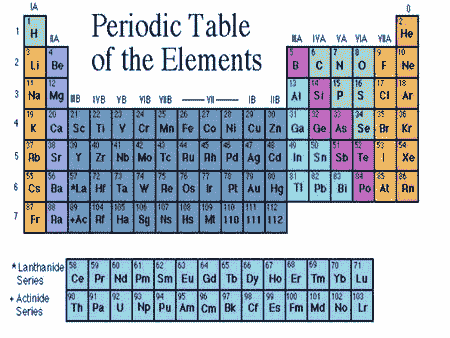 IA 0
Periodic Table
of the Elements
1 1 H IIA IIIA IVA VA VIA VIIA 2 He
2 3 Li 4 Be 5 B 6 C 7 N 8 O 9 F 10 Ne
3 11 Na 12 Mg IIIB IVB VB VIB VIIB VII IB IIB 13 Al 14 Si 15 P 16 S 17 Cl 18 Ar
4 19 K 20 Ca 21 Sc 22 Ti 23 V 24 Cr 25 Mn 26 Fe 27 Co 28 Ni 29 Cu 30 Zn 31 Ga 32 Ge 33 As 34 Se 35 Br 36 Kr
5 37 Rb 38 Sr 39 Y 40 Zr 41 Nb 42 Mo 43 Tc 44 Ru 45 Rh 46 Pd 47 Ag 48 Cd 49 In 50 Sn 51 Sb 52 Te 53 I 54 Xe
6 55 Cs 56 Ba 57 *La 72 Hf 73 Ta 74 W 75 Re 76 Os 77 Ir 78 Pt 79 Au 80 Hg 81 Tl 82 Pb 83 Bi 84 Po 85 At 86 Rn
7 87 Fr 88 Ra 89 +Ac 104 Rf 105 Ha 106 Sg 107 Ns 108 Hs 109 Mt 110 110 111 111 112 112
* Lanthanide Series 58 Ce 59 Pr 60 Nd 61 Pm 62 Sm 63 Eu 64 Gd 65 Tb 66 Dy 67 Ho 68 Er 69 Tm 70 Yb 71 Lu
+ Actinide Series 90 Th 91 Pa 92 U 93 Np 94 Pu 95 Am 96 Cm 97 Bk 98 Cf 99 Es 100 Fm 101 Md 102 No 103 Lr